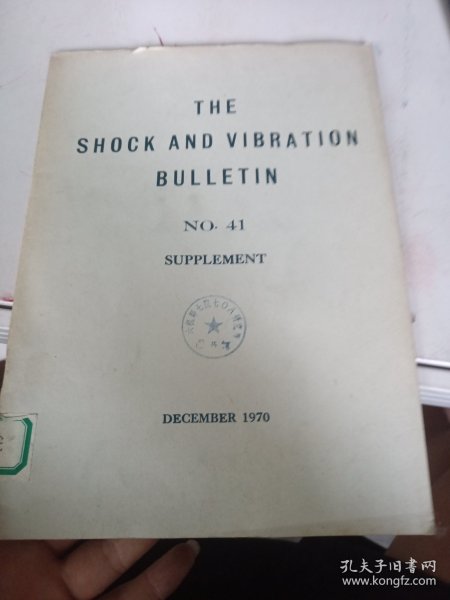 THE
SHOCK AND VIBRATION
BULLETIN
NO. 41
SUPPLEMENT
DECEMBER 1970
孔夫子旧书网
www.kongfz.com